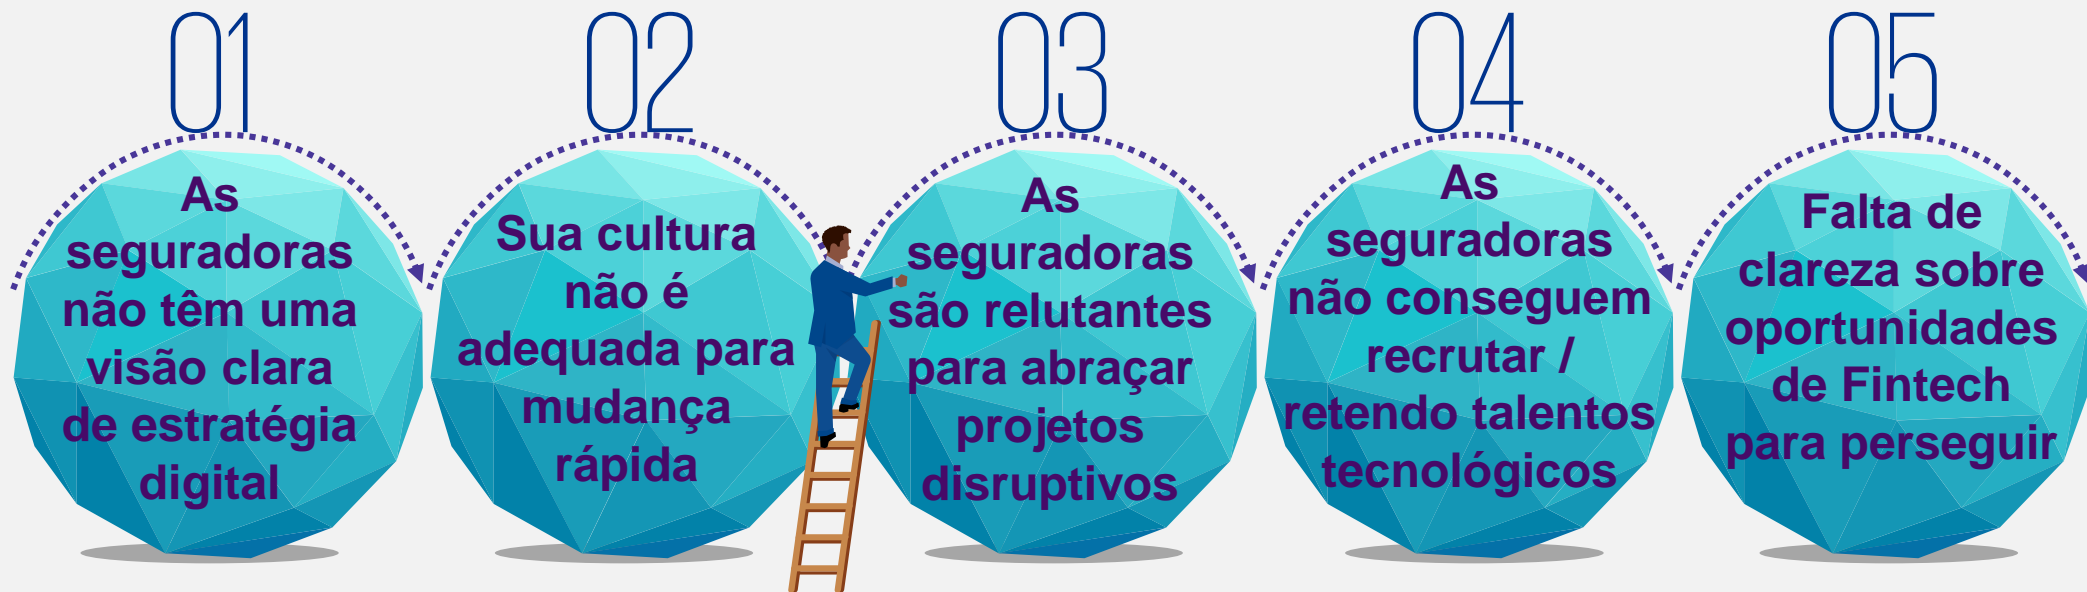 01
As
seguradoras
não têm uma
visão clara
de estratégia
digital
02
Sua cultura
não é
adequada para
mudança
rápida
03
As
seguradoras
são relutantes
para abraçar
projetos
disruptivos
04
As
seguradoras
não conseguem
recrutar /
retendo talentos
tecnológicos
05
Falta de
clareza sobre
oportunidades
de Fintech
para perseguir